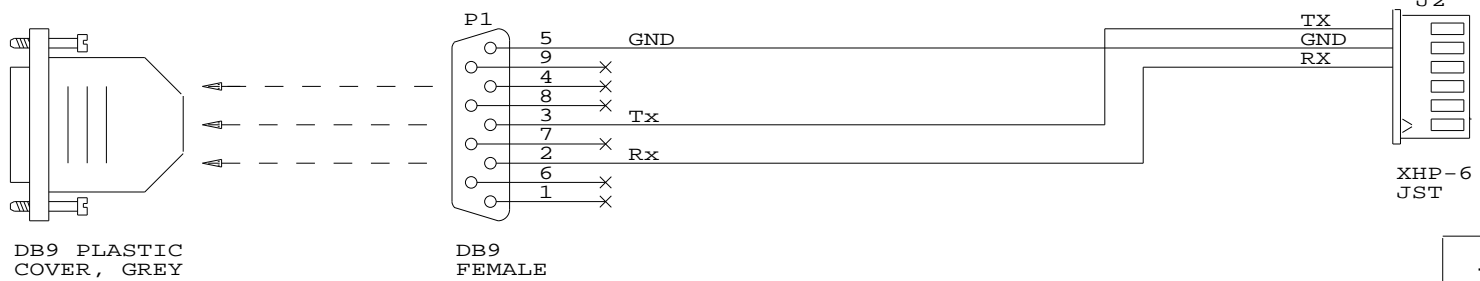 J2
P1
TX
5 GND GND
9 RX
4
8
3 Tx
7
2 Rx
6
1
XHP-6
JST
DB9 PLASTIC
COVER, GREY
DB9
FEMALE